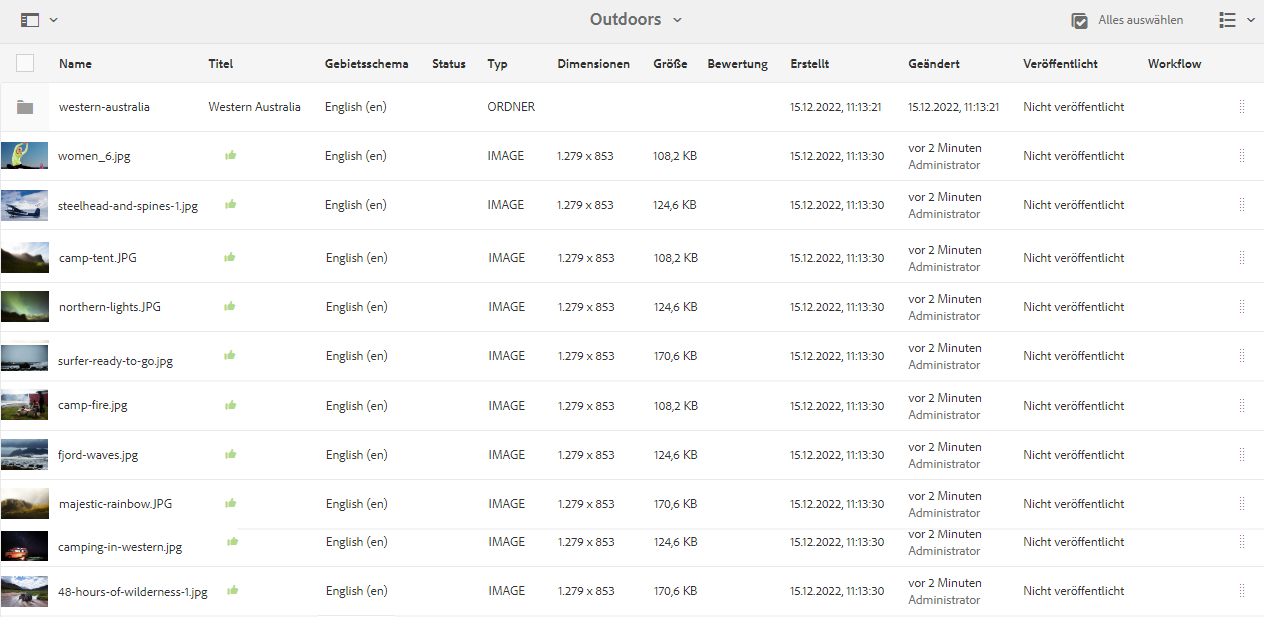 Outdoors
Alles auswählen
Name Titel Gebietsschema Status Typ Dimensionen Größe Bewertung Erstellt Geändert Veröffentlicht Workflow
western-australia Western Australia English (en) ORDNER 15.12.2022, 11:13:21 15.12.2022, 11:13:21 Nicht veröffentlicht
women_6.jpg English (en) IMAGE 1.279 x 853 108,2 KB 15.12.2022, 11:13:30 vor 2 Minuten Nicht veröffentlicht
Administrator
steelhead-and-spines-1.jpg English (en) IMAGE 1.279 x 853 124,6 KB 15.12.2022, 11:13:30 vor 2 Minuten Nicht veröffentlicht
Administrator
camp-tent.JPG English (en) IMAGE 1.279 x 853 108,2 KB 15.12.2022, 11:13:30 vor 2 Minuten Nicht veröffentlicht
Administrator
northern-lights.JPG English (en) IMAGE 1.279 x 853 124,6 KB 15.12.2022, 11:13:30 vor 2 Minuten Nicht veröffentlicht
Administrator
surfer-ready-to-go.jpg English (en) IMAGE 1.279 x 853 170,6 KB 15.12.2022, 11:13:30 vor 2 Minuten Nicht veröffentlicht
Administrator
camp-fire.jpg English (en) IMAGE 1.279 x 853 108,2 KB 15.12.2022, 11:13:30 vor 2 Minuten Nicht veröffentlicht
Administrator
fjord-waves.jpg English (en) IMAGE 1.279 x 853 124,6 KB 15.12.2022, 11:13:30 vor 2 Minuten Nicht veröffentlicht
Administrator
majestic-rainbow.JPG English (en) IMAGE 1.279 x 853 170,6 KB 15.12.2022, 11:13:30 vor 2 Minuten Nicht veröffentlicht
Administrator
camping-in-western.jpg English (en) IMAGE 1.279 x 853 124,6 KB 15.12.2022, 11:13:30 vor 2 Minuten Nicht veröffentlicht
Administrator
48-hours-of-wilderness-1.jpg English (en) IMAGE 1.279 x 853 170,6 KB 15.12.2022, 11:13:30 vor 2 Minuten Nicht veröffentlicht
Administrator